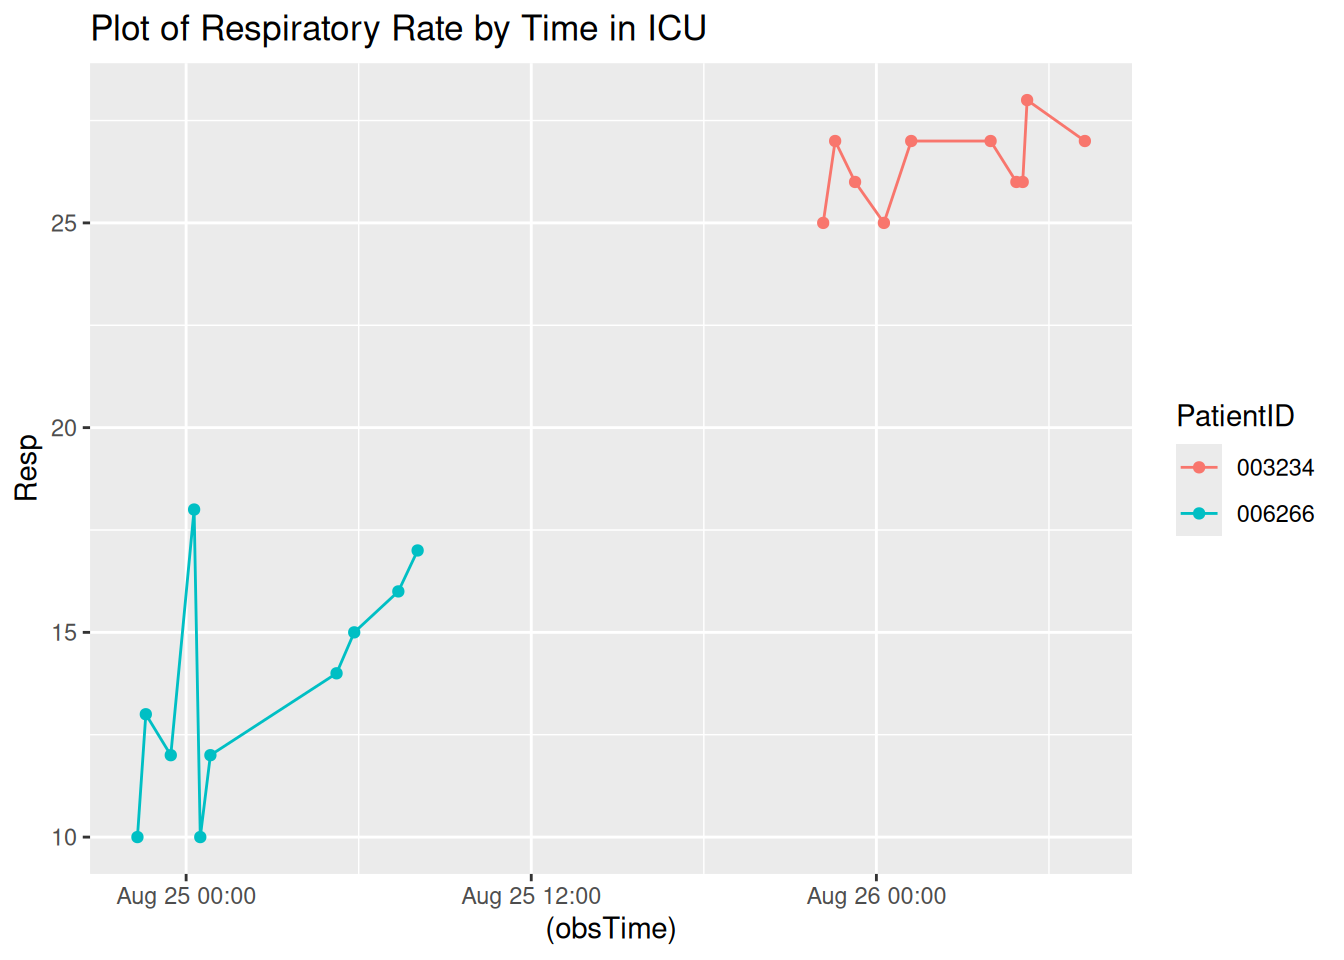 Plot of Respiratory Rate by Time in ICU
Resp
25
20
15
10
Aug 25 00:00
Aug 25 12:00
Aug 26 00:00
(obsTime)
PatientID
003234
006266